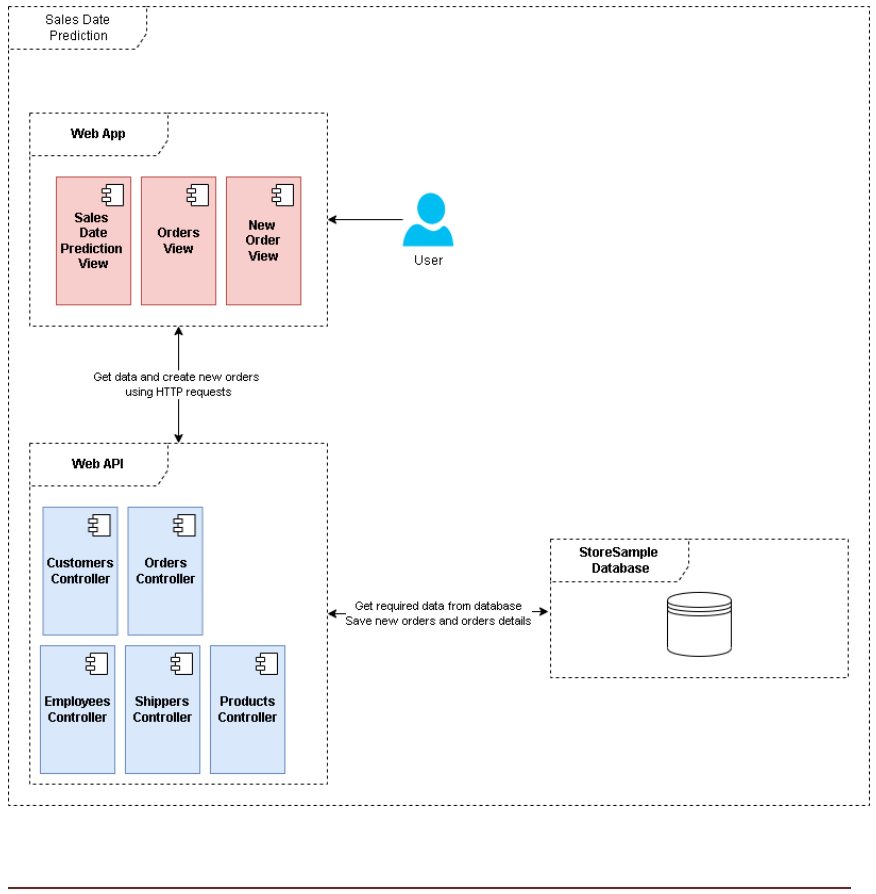 Sales Date
Prediction
Web App
Sales
Date
Prediction
View
Orders
View
New
Order
View
User
Get data and create new orders
using HTTP requests
Web API
Customers
Controller
Orders
Controller
Employees
Controller
Shippers
Controller
Products
Controller
Get required data from database
Save new orders and orders details
StoreSample
Database